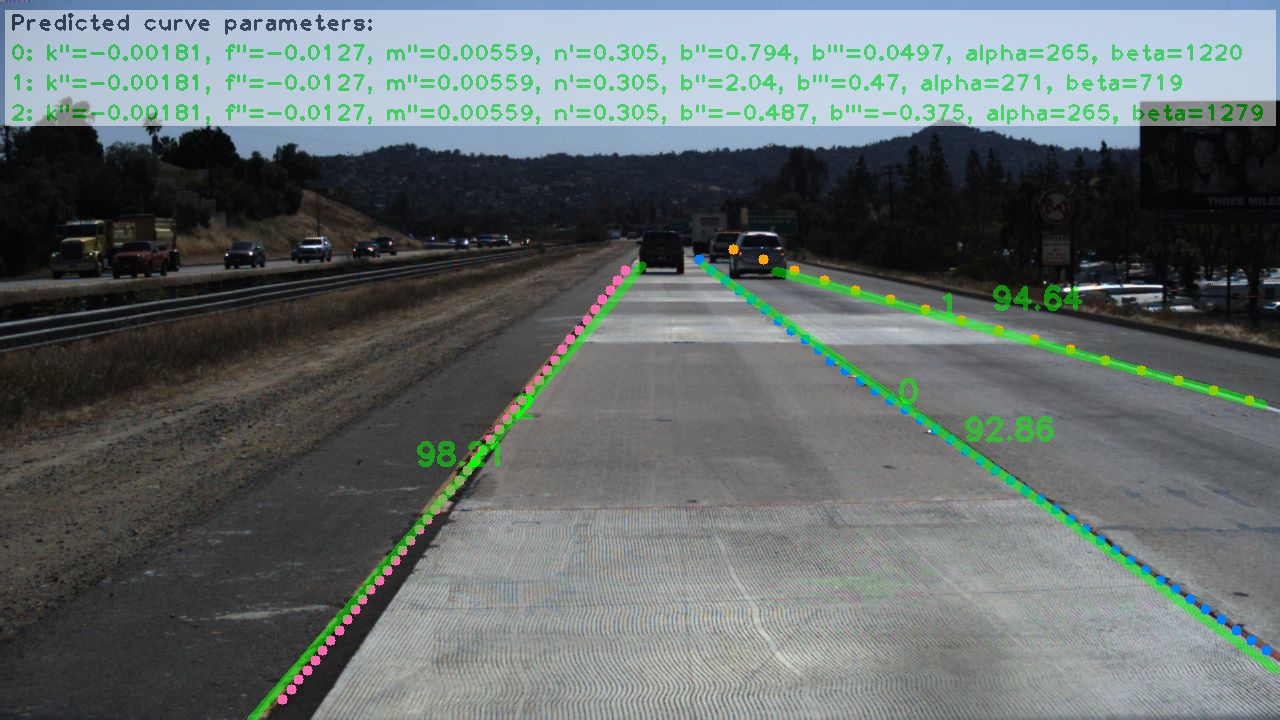 Predicted curve parameters:
0: k''=-0.00181, f''=-0.0127, m''=0.00559, n'=0.305, b''=0.794, b'''=0.0497, alpha=265, beta=1220
1: k''=-0.00181, f''=-0.0127, m''=0.00559, n'=0.305, b''=2.04, b'''=0.47, alpha=271, beta=719
2: k''=-0.00181, f''=-0.0127, m''=0.00559, n'=0.305, b''=-0.487, b'''=-0.375, alpha=265, beta=1279
THREE MILE
1 94.64
0
92.86
2
98.21